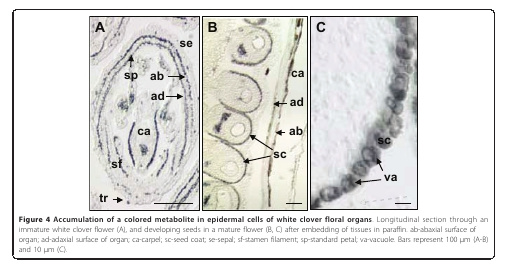 A
se
sp
ab
ad
ca
sf
tr
B
ca
ad
ab
sc
C
sc
va
Figure 4 Accumulation of a colored metabolite in epidermal cells of white clover floral organs. Longitudinal section through an
immature white clover flower (A), and developing seeds in a mature flower (B, C) after embedding of tissues in paraffin. ab-abaxial surface of
organ; ad-adaxial surface of organ; ca-carpel; sc-seed coat; se-sepal; sf-stamen filament; sp-standard petal; va-vacuole. Bars represent 100 μm (A-B)
and 10 μm (C).